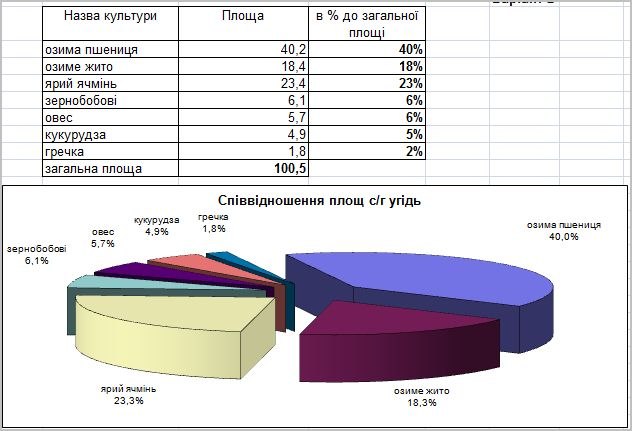 Назва культури Площа в % до загальної
площі
озима пшениця 40,2 40%
озиме жито 18,4 18%
ярий ячмінь 23,4 23%
зернобобові 6,1 6%
овес 5,7 6%
кукурудза 4,9 5%
гречка 1,8 2%
загальна площа 100,5
Співвідношення площ с/г угідь
гречка
1,8%
кукурудза
4,9%
овес
5,7%
зернобобові
6,1%
озима пшениця
40,0%
ярий ячмінь
23,3%
озиме жито
18,3%